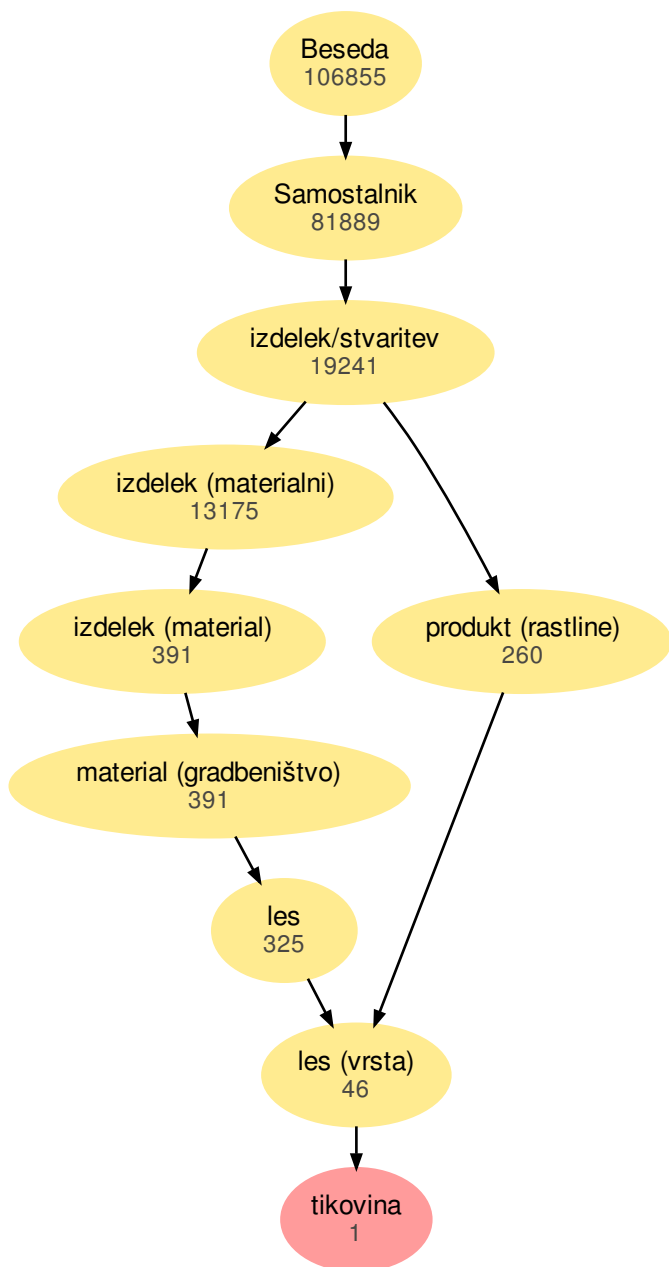 Beseda
106855
Samostalnik
81889
izdelek/stvaritev
19241
izdelek (materialni)
13175
izdelek (material)
391
produkt (rastline)
260
material (gradbeništvo)
391
les
325
les (vrsta)
46
tikovina
1